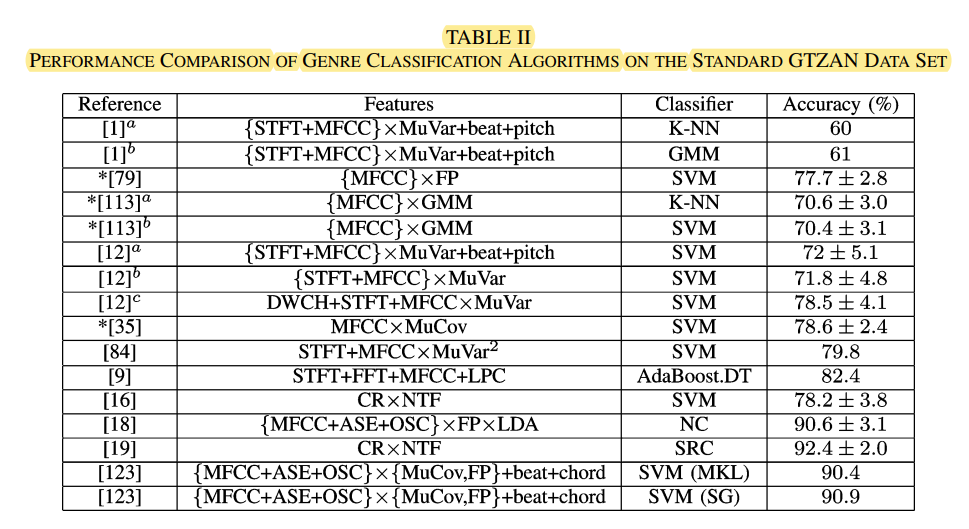 TABLE II
PERFORMANCE COMPARISON OF GENRE CLASSIFICATION ALGORITHMS ON THE STANDARD GTZAN DATA SET
Reference Features Classifier Accuracy (%)
[1]ᵃ {STFT+MFCC}×MuVar+beat+pitch K-NN 60
[1]ᵇ {STFT+MFCC}×MuVar+beat+pitch GMM 61
*[79] {MFCC}×FP SVM 77.7 ± 2.8
*[113]ᵃ {MFCC}×GMM K-NN 70.6 ± 3.0
*[113]ᵇ {MFCC}×GMM SVM 70.4 ± 3.1
[12]ᵃ {STFT+MFCC}×MuVar+beat+pitch SVM 72 ± 5.1
[12]ᵇ {STFT+MFCC}×MuVar SVM 71.8 ± 4.8
[12]ᶜ DWCH+STFT+MFCC×MuVar SVM 78.5 ± 4.1
*[35] MFCC×MuCov SVM 78.6 ± 2.4
[84] STFT+MFCC×MuVar² SVM 79.8
[9] STFT+FFT+MFCC+LPC AdaBoost.DT 82.4
[16] CR×NTF SVM 78.2 ± 3.8
[18] {MFCC+ASE+OSC}×FP×LDA NC 90.6 ± 3.1
[19] CR×NTF SRC 92.4 ± 2.0
[123] {MFCC+ASE+OSC}×{MuCov,FP}+beat+chord SVM (MKL) 90.4
[123] {MFCC+ASE+OSC}×{MuCov,FP}+beat+chord SVM (SG) 90.9